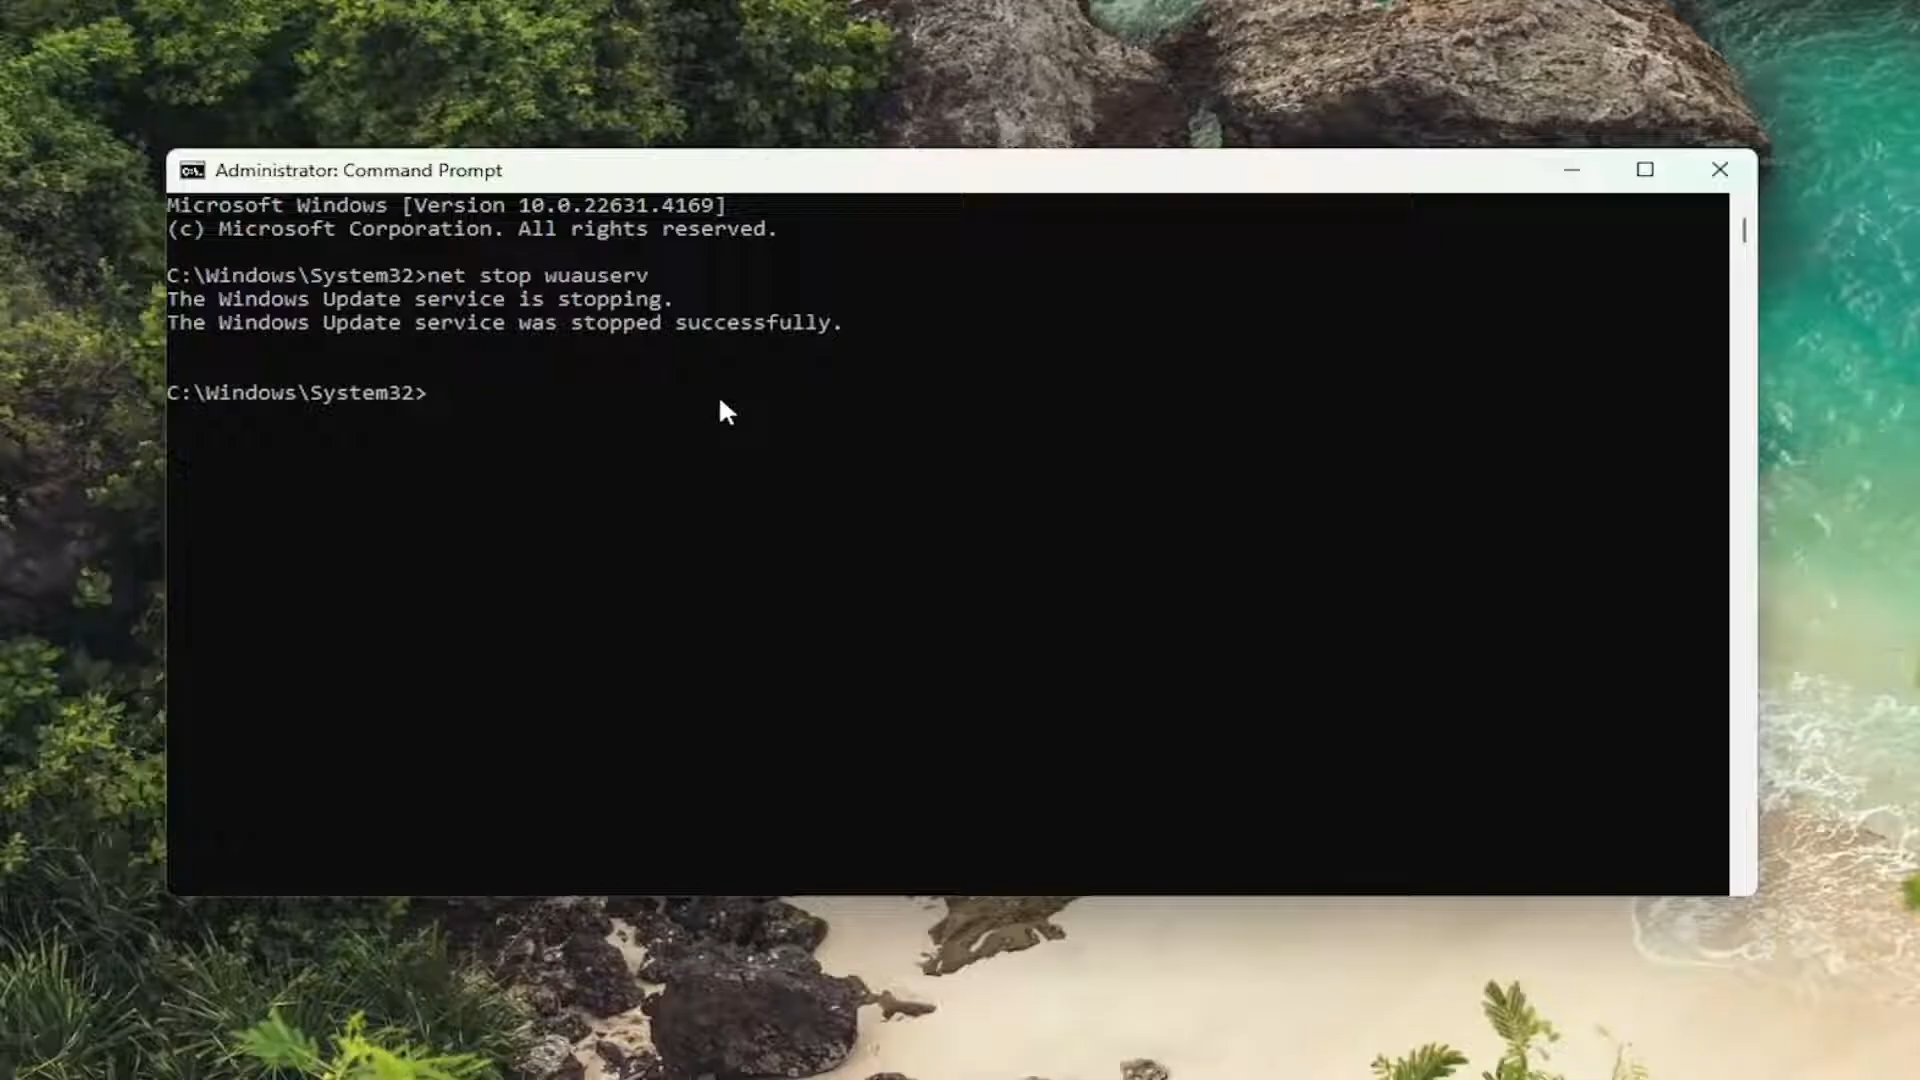 Administrator: Command Prompt
Microsoft Windows [Version 10.0.22631.4169]
(c) Microsoft Corporation. All rights reserved.
C:\Windows\System32>net stop wuauserv
The Windows Update service is stopping.
The Windows Update service was stopped successfully.
C:\Windows\System32>